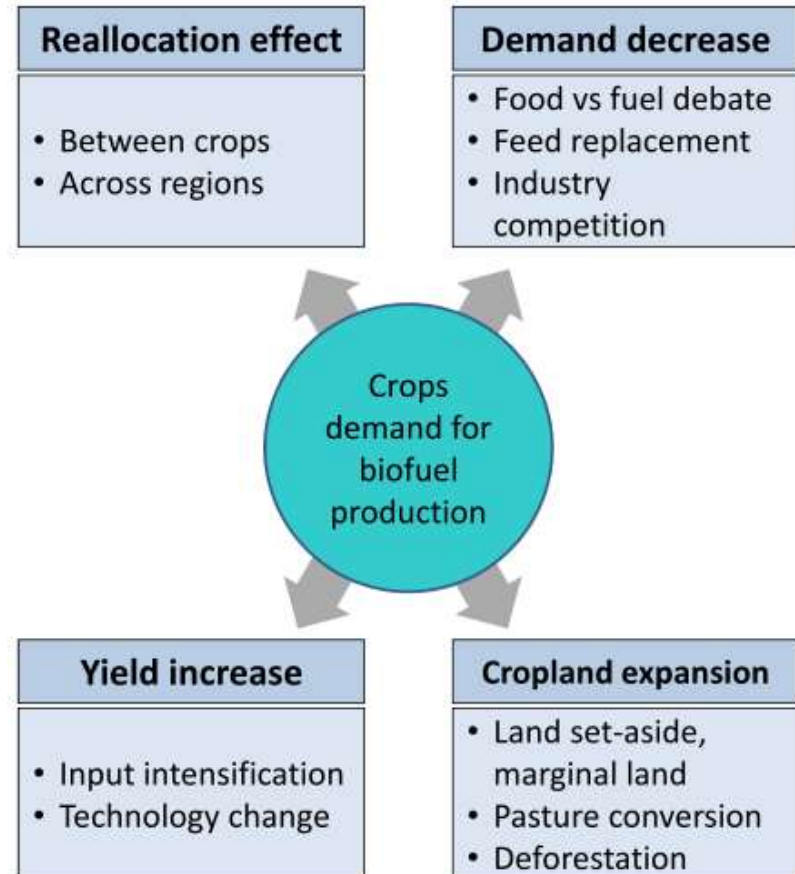 Reallocation effect
• Between crops
• Across regions
Demand decrease
• Food vs fuel debate
• Feed replacement
• Industry
competition
Crops
demand for
biofuel
production
Yield increase
• Input intensification
• Technology change
Cropland expansion
• Land set-aside,
marginal land
• Pasture conversion
• Deforestation